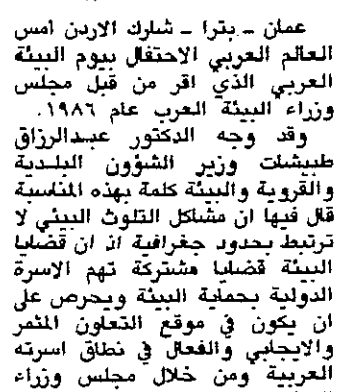 عمان ـ بترا ـ شارك الاردن امس
العالم العربي الاحتفال بيوم البيئة
العربي الذي اقر من قبل مجلس
وزراء البيئة العرب عام ١٩٨٦.
وقد وجه الدكتور عبدالرزاق
طبيشات وزير الشؤون البلدية
والقروية والبيئة كلمة بهذه المناسبة
قال فيها ان مشاكل التلوث البيئي لا
ترتبط بحدود جغرافية اذ ان قضايا
البيئة قضايا مشتركة تهم الاسرة
الدولية بحماية البيئة ويحرص على
ان يكون في موقع التعاون المثمر
والايجابي والفعال في نطاق اسرته
العربية ومن خلال مجلس وزراء